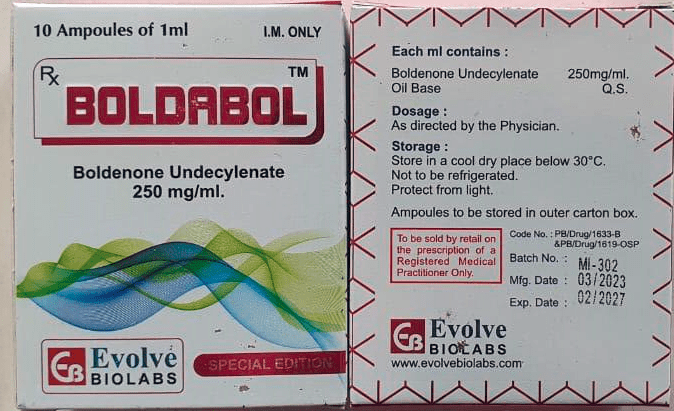 10 Ampoules of 1ml I.M. ONLY
Rx TM
BOLDABOL
Boldenone Undecylenate
250 mg/ml.
EB Evolve
BIOLABS
SPECIAL EDITION
Each ml contains :
Boldenone Undecylenate 250mg/ml.
Oil Base Q.S.
Dosage :
As directed by the Physician.
Storage :
Store in a cool dry place below 30°C.
Not to be refrigerated.
Protect from light.
Ampoules to be stored in outer carton box.
To be sold by retail on
the prescription of a
Registered Medical
Practitioner Only.
Code No. : PB/Drug/1633-B
&PB/Drug/1619-OSP
Batch No. : MI-302
Mfg. Date : 03/2023
Exp. Date : 02/2027
EB Evolve
BIOLABS
www.evolvebiolabs.com